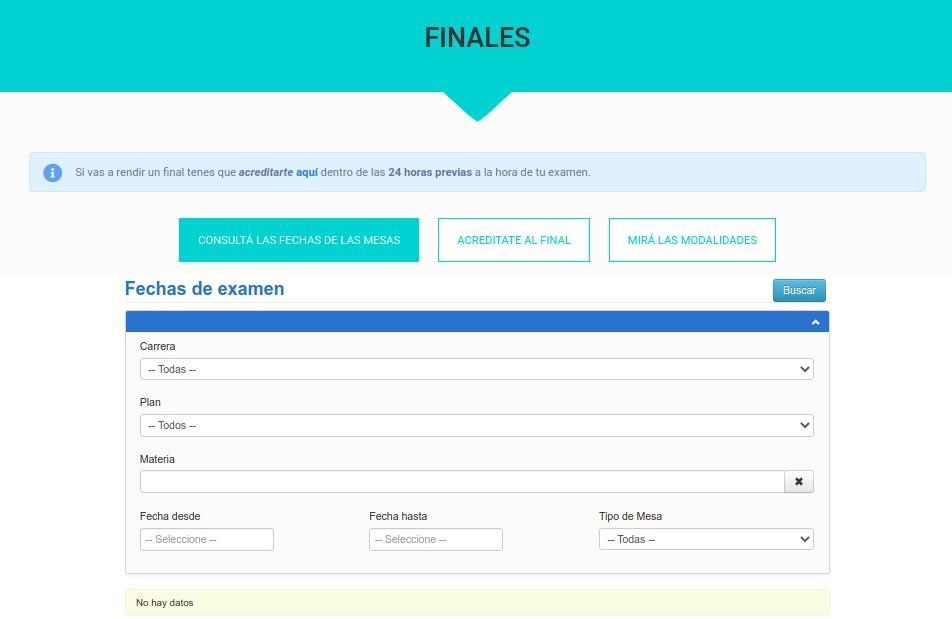 FINALES
Si vas a rendir un final tenes que acreditarte aquí dentro de las 24 horas previas a la hora de tu examen.
CONSULTÁ LAS FECHAS DE LAS MESAS ACREDITATE AL FINAL MIRÁ LAS MODALIDADES
Fechas de examen Buscar
Carrera
-- Todas --
Plan
-- Todos --
Materia
Fecha desde Fecha hasta Tipo de Mesa
-- Seleccione -- -- Seleccione -- -- Todas --
No hay datos